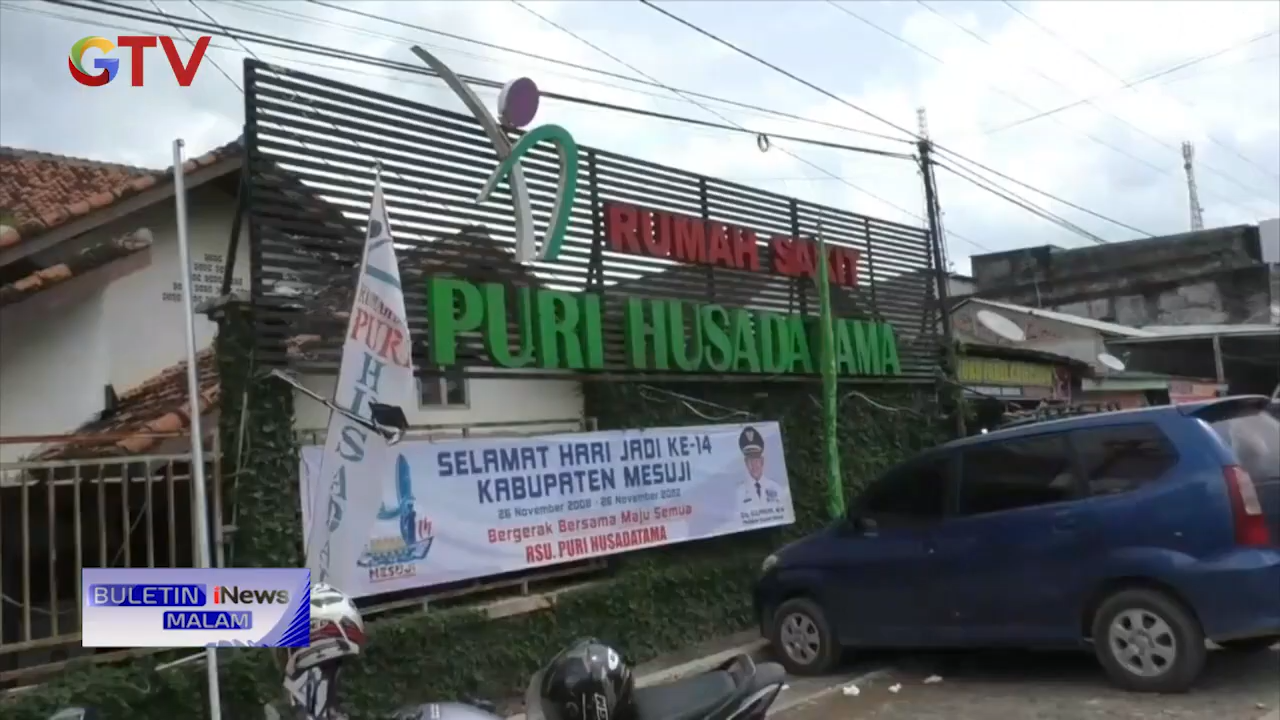 GTV
RUMAH SAKIT
PURI HUSADATAMA
PURI
HUSADA
SELAMAT HARI JADI KE-14
KABUPATEN MESUJI
26 November 2008 - 26 November 2022
Bergerak Bersama Maju Semua
RSU. PURI HUSADATAMA
MESUJI
BULETIN iNews
MALAM